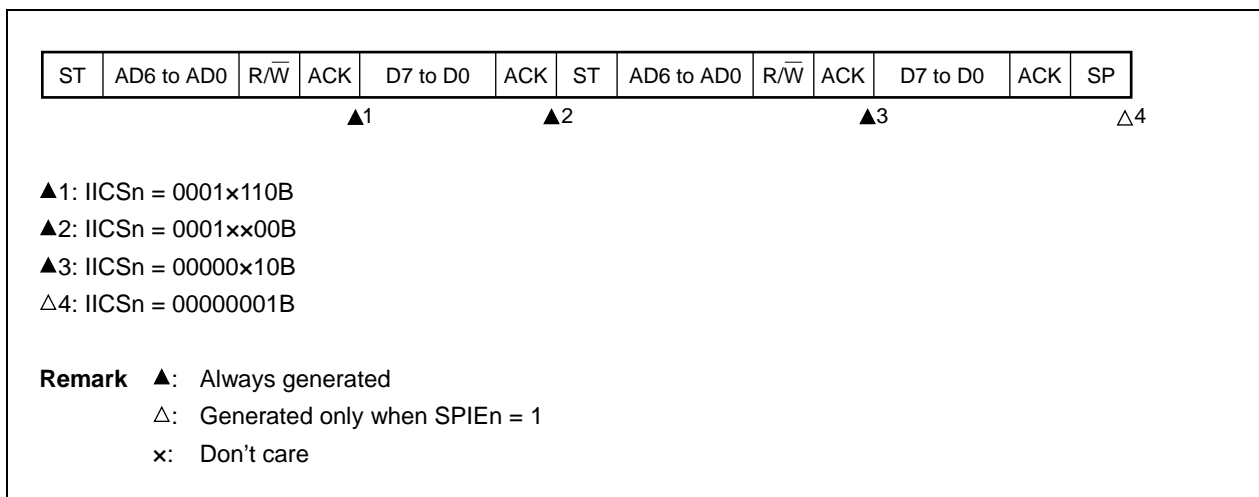 ST AD6 to AD0 R/W̅ ACK D7 to D0 ACK ST AD6 to AD0 R/W̅ ACK D7 to D0 ACK SP
▲1 ▲2 ▲3 △4
▲1: IICSn = 0001×110B
▲2: IICSn = 0001××00B
▲3: IICSn = 00000×10B
△4: IICSn = 00000001B
Remark ▲: Always generated
△: Generated only when SPIEn = 1
×: Don't care